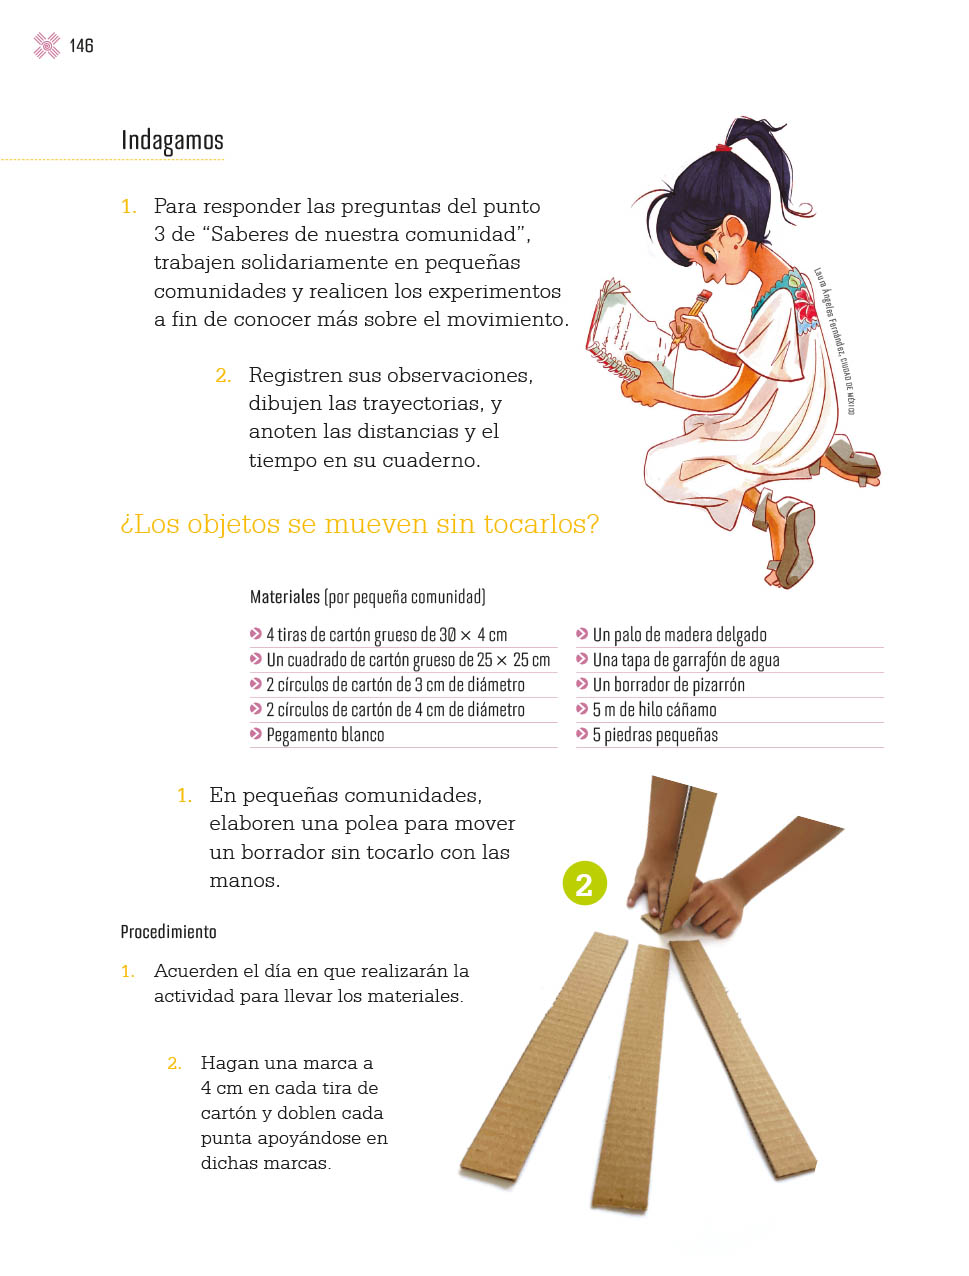 146
Indagamos
1. Para responder las preguntas del punto
3 de “Saberes de nuestra comunidad”,
trabajen solidariamente en pequeñas
comunidades y realicen los experimentos
a fin de conocer más sobre el movimiento.
2. Registren sus observaciones,
dibujen las trayectorias, y
anoten las distancias y el
tiempo en su cuaderno.
Laura Ángeles Fernández, CIUDAD DE MÉXICO
¿Los objetos se mueven sin tocarlos?
Materiales (por pequeña comunidad)
4 tiras de cartón grueso de 30 × 4 cm
Un cuadrado de cartón grueso de 25 × 25 cm
2 círculos de cartón de 3 cm de diámetro
2 círculos de cartón de 4 cm de diámetro
Pegamento blanco
Un palo de madera delgado
Una tapa de garrafón de agua
Un borrador de pizarrón
5 m de hilo cáñamo
5 piedras pequeñas
1. En pequeñas comunidades,
elaboren una polea para mover
un borrador sin tocarlo con las
manos.
2
Procedimiento
1. Acuerden el día en que realizarán la
actividad para llevar los materiales.
2. Hagan una marca a
4 cm en cada tira de
cartón y doblen cada
punta apoyándose en
dichas marcas.